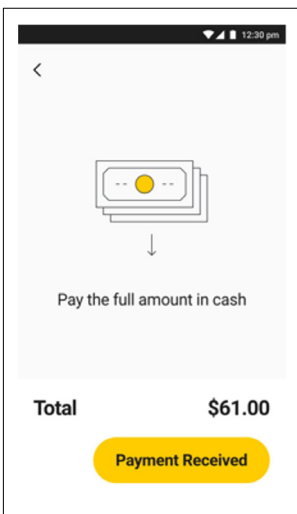 12:30 pm
Pay the full amount in cash
Total $61.00
Payment Received